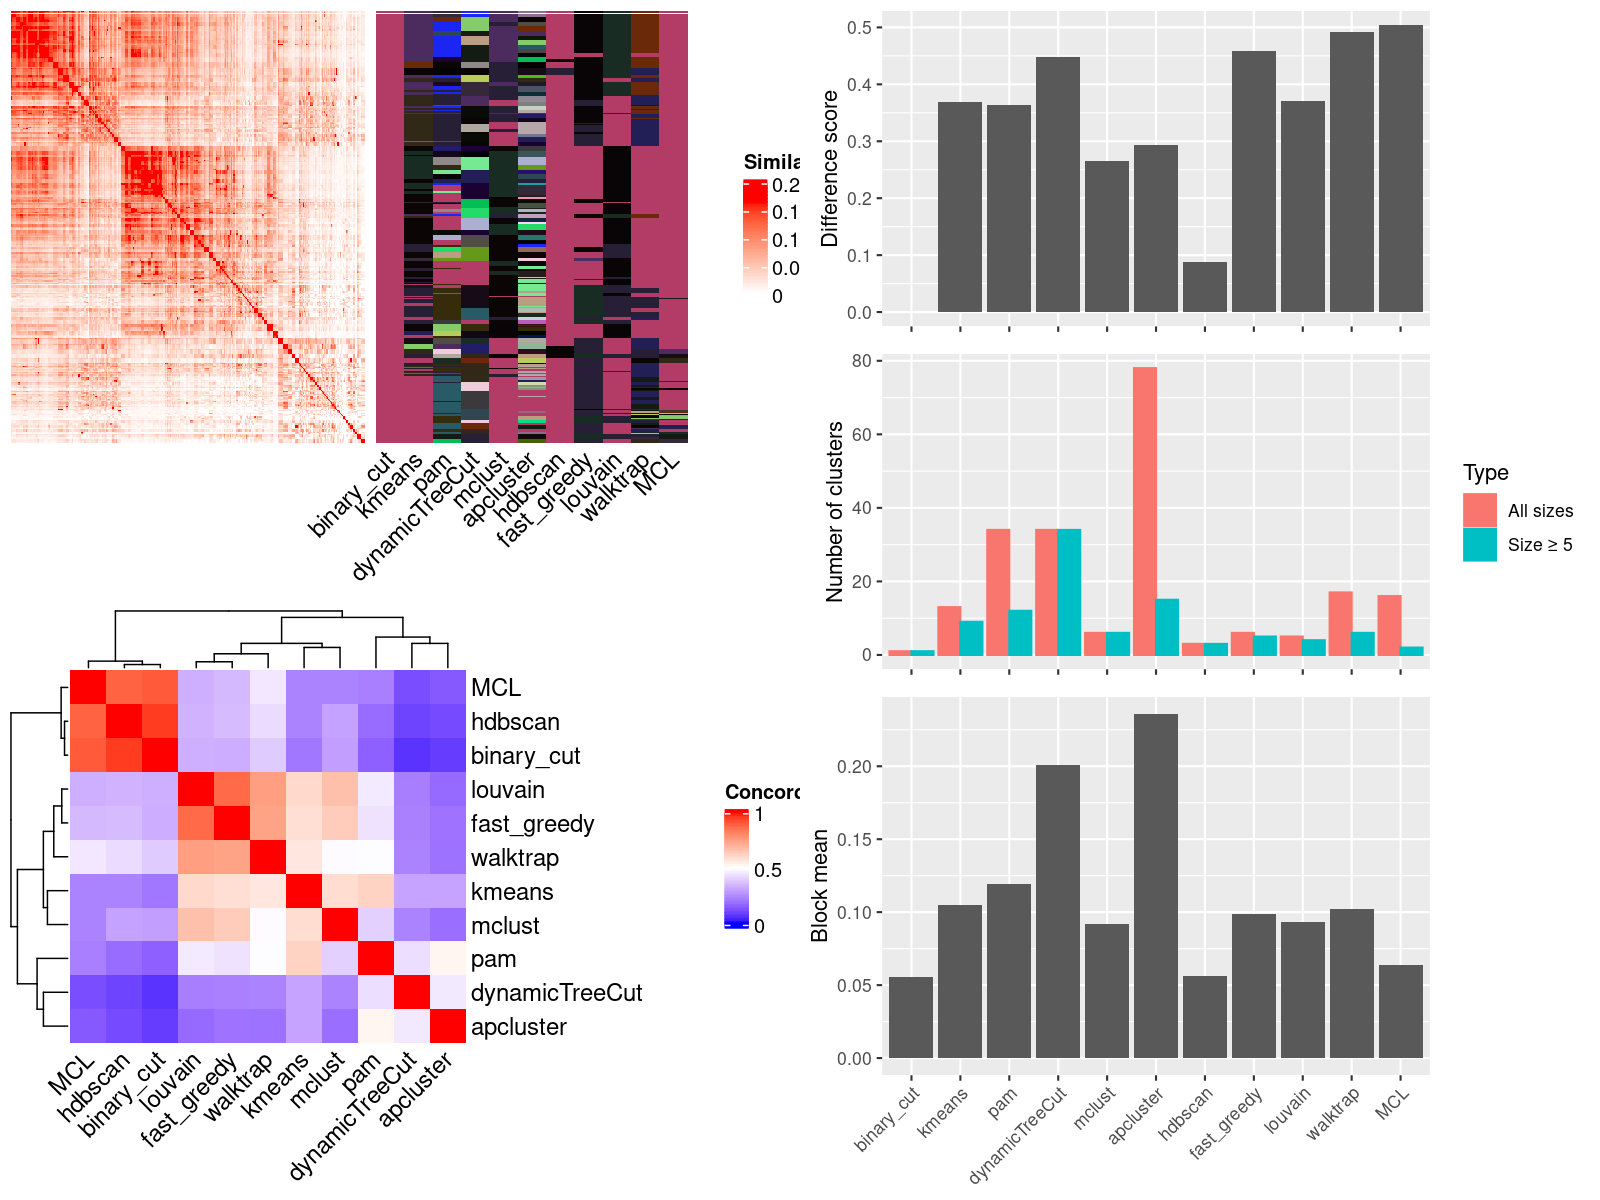 Simila
0.2
0.1
0.1
0.0
0
binary_cut
kmeans
pam
dynamicTreeCut
mclust
apcluster
hdbscan
fast_greedy
louvain
walktrap
MCL
Difference score
0.5
0.4
0.3
0.2
0.1
0.0
Number of clusters
80
60
40
20
0
Type
All sizes
Size ≥ 5
MCL
hdbscan
binary_cut
louvain
fast_greedy
walktrap
kmeans
mclust
pam
dynamicTreeCut
apcluster
MCL
hdbscan
binary_cut
louvain
fast_greedy
walktrap
kmeans
mclust
pam
dynamicTreeCut
apcluster
Concord
1
0.5
0
Block mean
0.20
0.15
0.10
0.05
0.00
binary_cut
kmeans
pam
dynamicTreeCut
mclust
apcluster
hdbscan
fast_greedy
louvain
walktrap
MCL